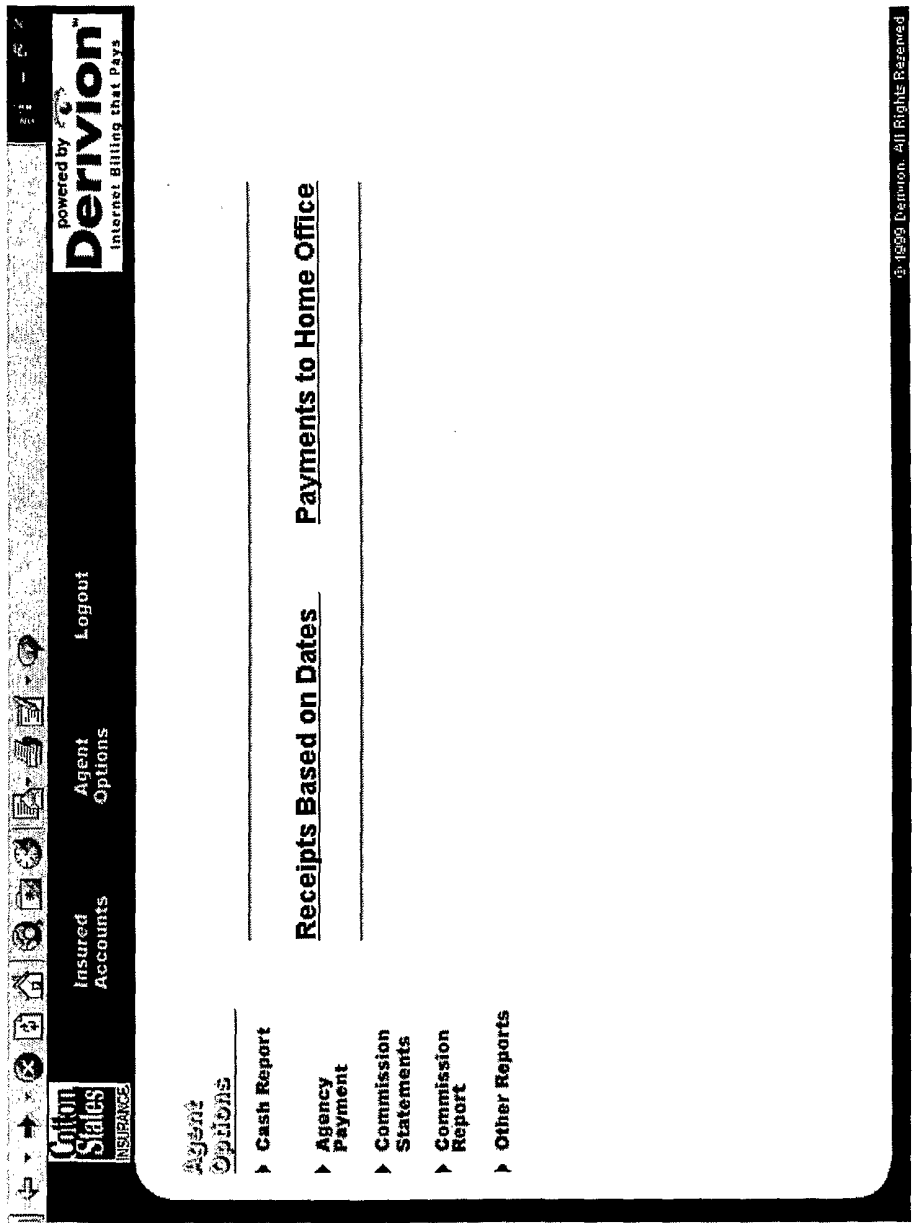 Cotton
States
INSURANCE
Insured
Accounts
Agent
Options
Logout
powered by
Derivion™
Internet Billing that Pays
Agent
Options
Cash Report
Agency
Payment
Commission
Statements
Commission
Report
Other Reports
Receipts Based on Dates
Payments to Home Office
© 1999 Derivion. All Rights Reserved